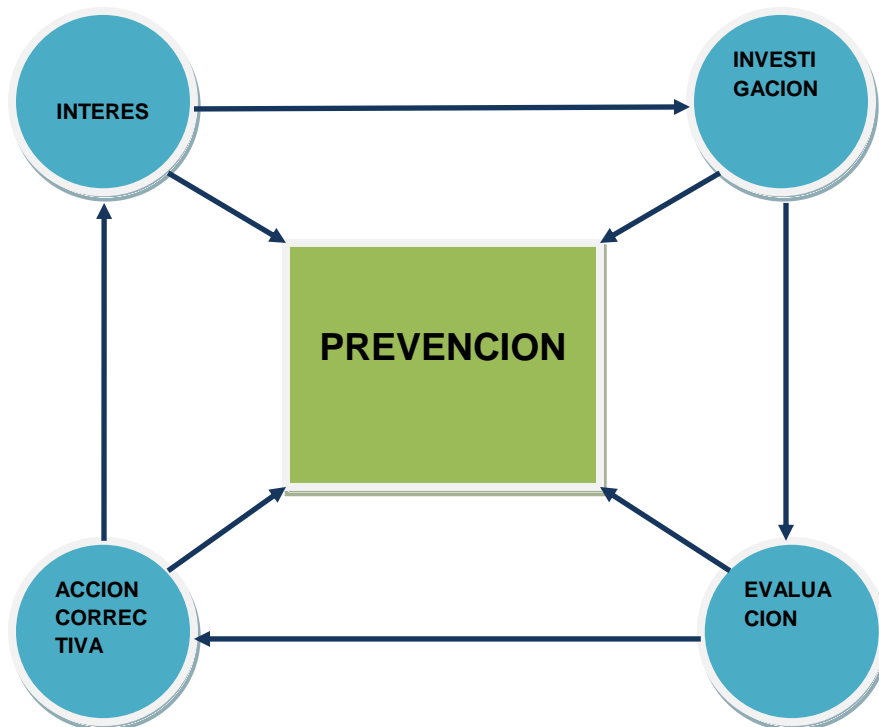 INTERES
INVESTI
GACION
PREVENCION
ACCION
CORREC
TIVA
EVALUA
CION